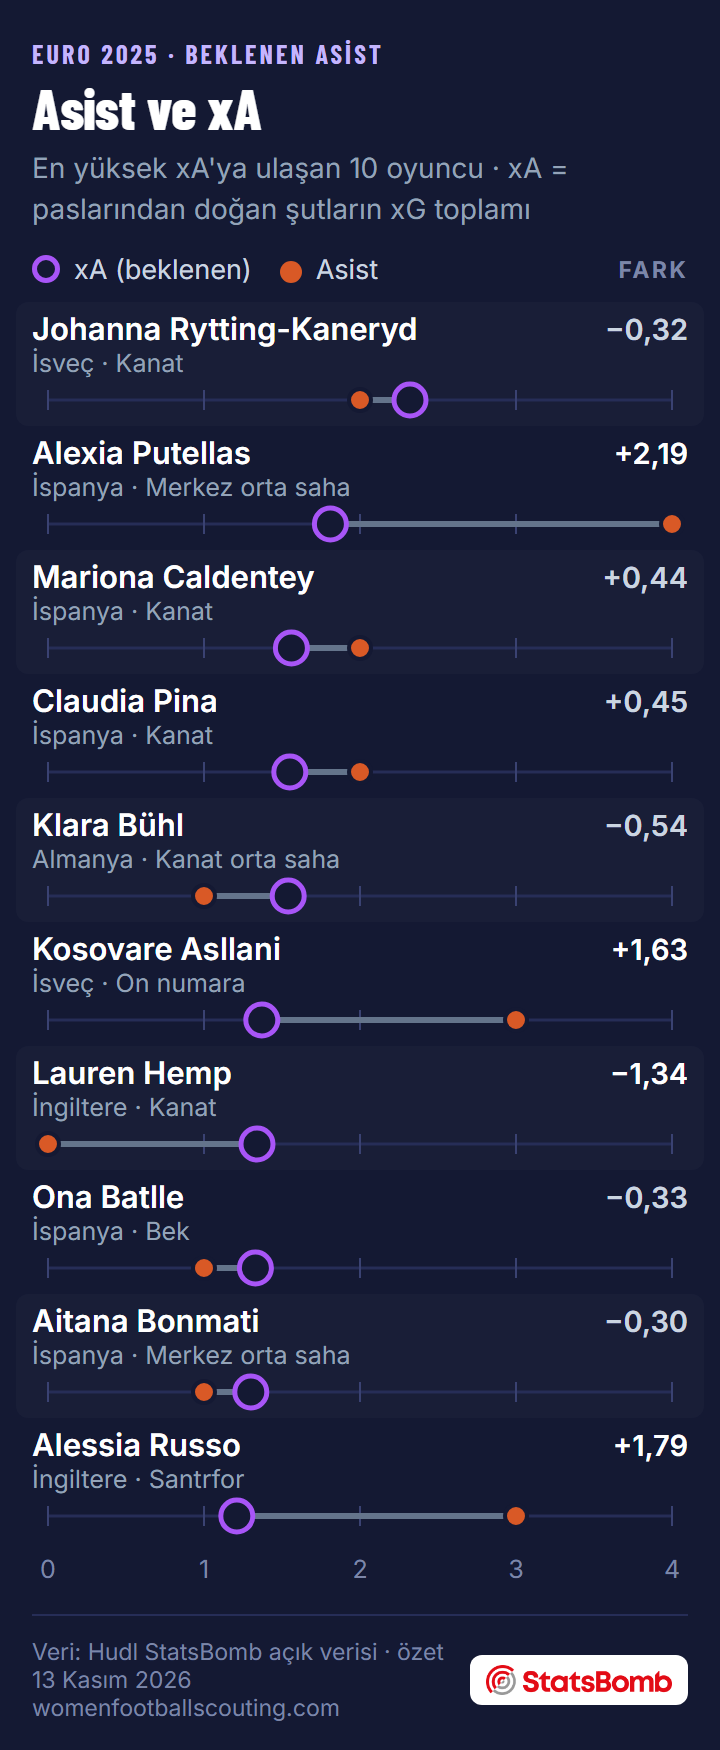 EURO 2025 · BEKLENEN ASİST
Asist ve xA
En yüksek xA'ya ulaşan 10 oyuncu · xA =
paslarından doğan şutların xG toplamı
xA (beklenen) Asist FARK
Johanna Rytting-Kaneryd −0,32
İsveç · Kanat
Alexia Putellas +2,19
İspanya · Merkez orta saha
Mariona Caldentey +0,44
İspanya · Kanat
Claudia Pina +0,45
İspanya · Kanat
Klara Bühl −0,54
Almanya · Kanat orta saha
Kosovare Asllani +1,63
İsveç · On numara
Lauren Hemp −1,34
İngiltere · Kanat
Ona Batlle −0,33
İspanya · Bek
Aitana Bonmati −0,30
İspanya · Merkez orta saha
Alessia Russo +1,79
İngiltere · Santrfor
0 1 2 3 4
Veri: Hudl StatsBomb açık verisi · özet
13 Kasım 2026
womenfootballscouting.com
StatsBomb